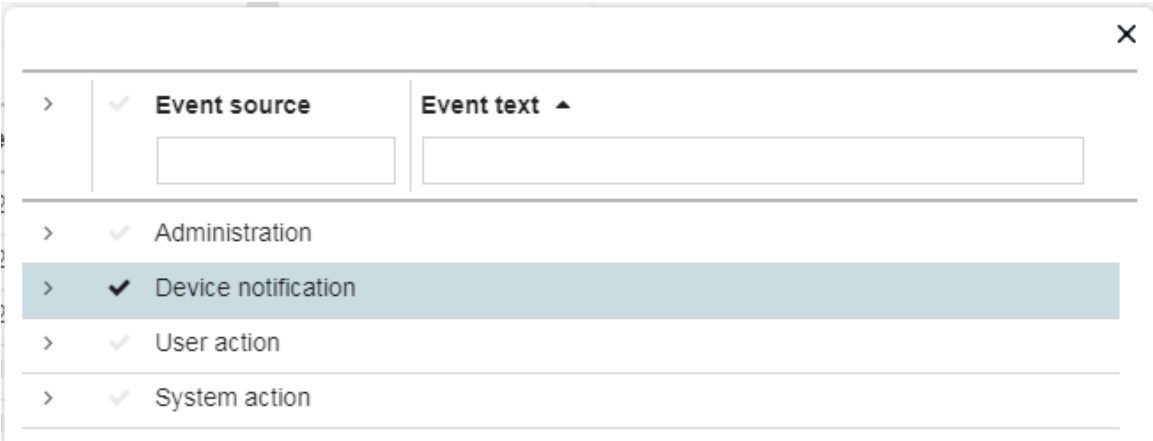 Event source Event text
Administration
Device notification
User action
System action